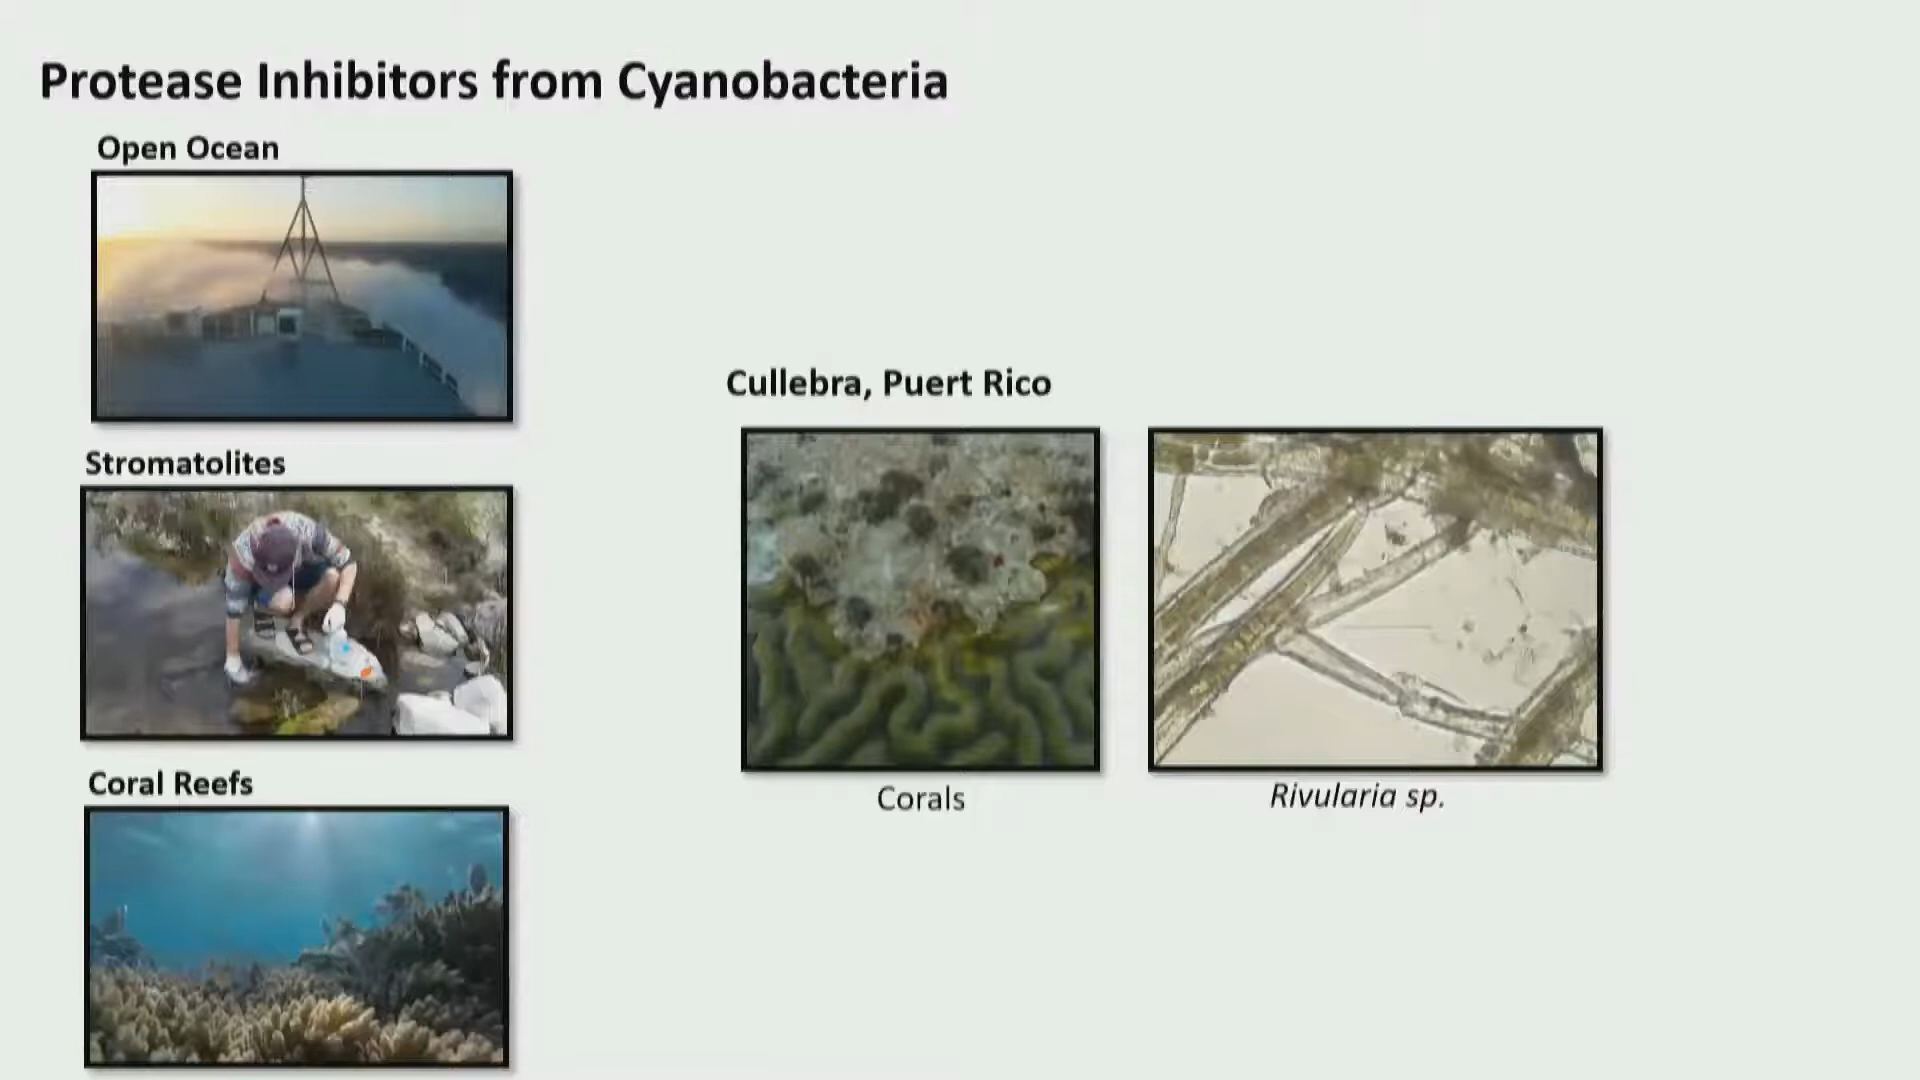 Protease Inhibitors from Cyanobacteria
Open Ocean
Stromatolites
Coral Reefs
Cullebra, Puert Rico
Corals
Rivularia sp.